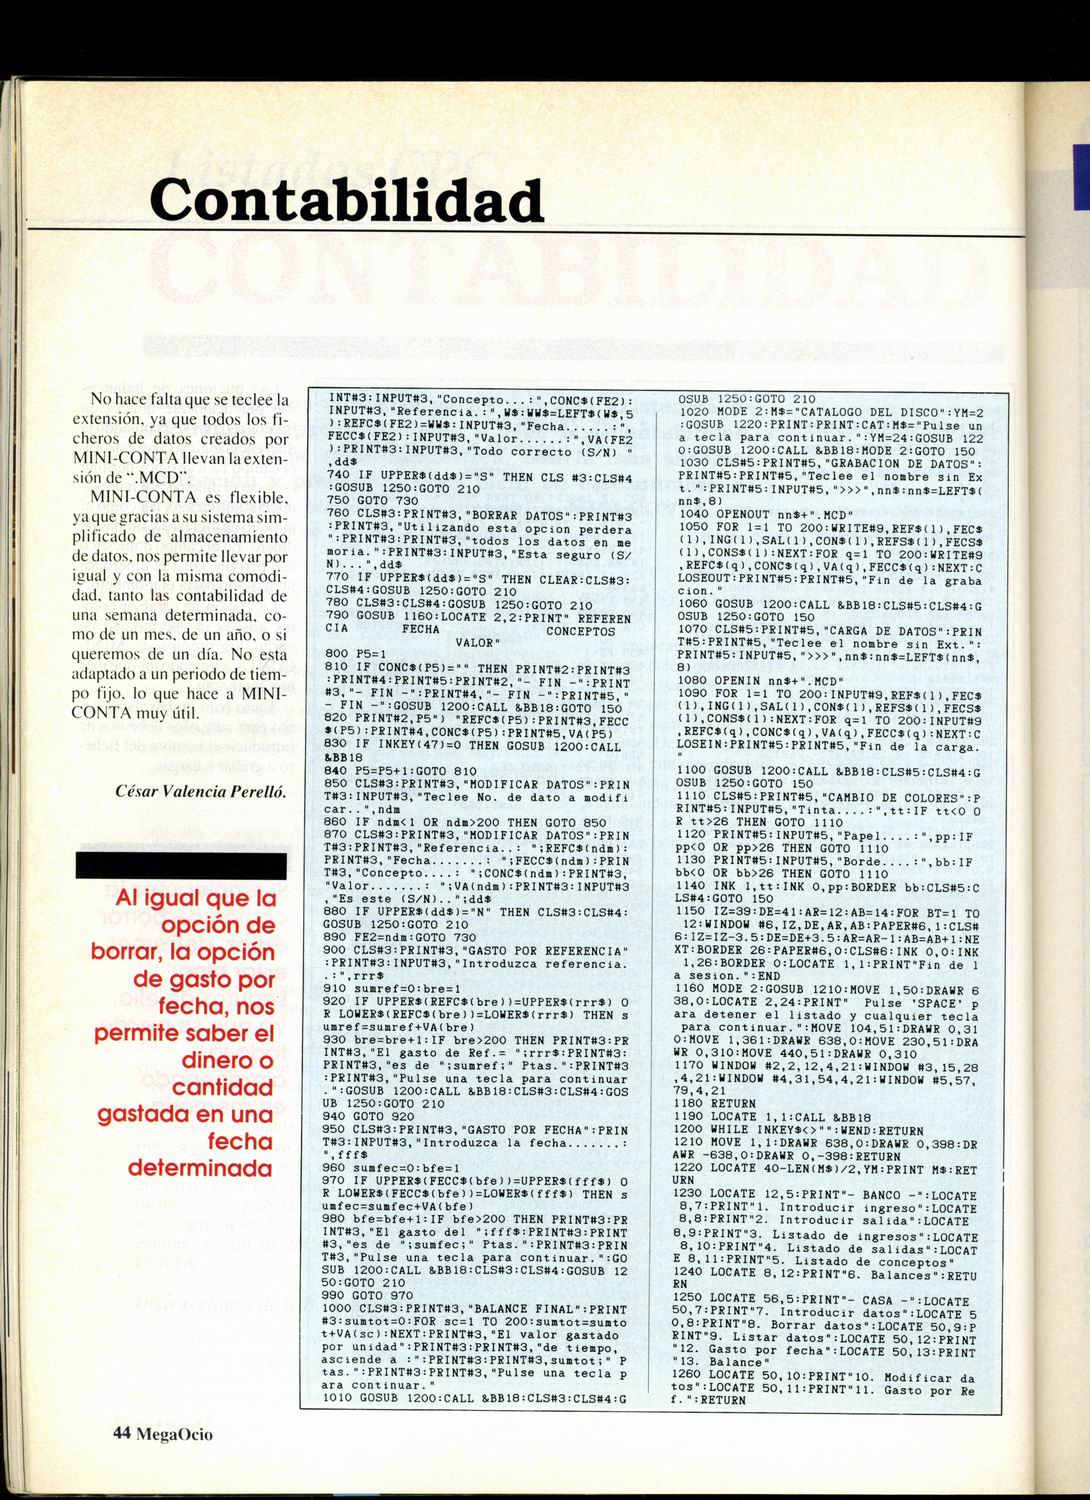 Contabilidad
No hace falta que se teclee la
extensión, ya que todos los fi-
cheros de datos creados por
MINI-CONTA llevan la exten-
sión de “.MCD”.
MINI-CONTA es flexible,
ya que gracias a su sistema sim-
plificado de almacenamiento
de datos, nos permite llevar por
igual y con la misma comodi-
dad, tanto las contabilidad de
una semana determinada, co-
mo de un mes, de un año, o si
queremos de un día. No está
adaptado a un periodo de tiem-
po fijo, lo que hace a MINI-
CONTA muy útil.
César Valencia Perelló.
Al igual que la
opción de
borrar, la opción
de gasto por
fecha, nos
permite saber el
dinero o
cantidad
gastada en una
fecha
determinada
INT#3:INPUT#3,"Concepto...:",CONC$(FE2):
INPUT#3,"Referencia.:",W$:WW$=LEFT$(W$,5
):REFC$(FE2)=WW$:INPUT#3,"Fecha......:",
FECC$(FE2):INPUT#3,"Valor......:",VA(FE2
):PRINT#3:INPUT#3,"Todo correcto (S/N) "
,dd$
740 IF UPPER$(dd$)="S" THEN CLS #3:CLS#4
:GOSUB 1250:GOTO 210
750 GOTO 730
760 CLS#3:PRINT#3,"BORRAR DATOS":PRINT#3
:PRINT#3,"Utilizando esta opcion perdera
":PRINT#3:PRINT#3,"todos los datos en me
moria.":PRINT#3:INPUT#3,"Esta seguro (S/
N)...",dd$
770 IF UPPER$(dd$)="S" THEN CLEAR:CLS#3:
CLS#4:GOSUB 1250:GOTO 210
780 CLS#3:CLS#4:GOSUB 1250:GOTO 210
790 GOSUB 1160:LOCATE 2,2:PRINT" REFEREN
CIA      FECHA            CONCEPTOS
             VALOR"
800 P5=1
810 IF CONC$(P5)="" THEN PRINT#2:PRINT#3
:PRINT#4:PRINT#5:PRINT#2,"- FIN -":PRINT
#3,"- FIN -":PRINT#4,"- FIN -":PRINT#5,"
- FIN -":GOSUB 1200:CALL &BB18:GOTO 150
820 PRINT#2,P5") "REFC$(P5):PRINT#3,FECC
$(P5):PRINT#4,CONC$(P5):PRINT#5,VA(P5)
830 IF INKEY(47)=0 THEN GOSUB 1200:CALL
&BB18
840 P5=P5+1:GOTO 810
850 CLS#3:PRINT#3,"MODIFICAR DATOS":PRIN
T#3:INPUT#3,"Teclee No. de dato a modifi
car..",ndm
860 IF ndm<1 OR ndm>200 THEN GOTO 850
870 CLS#3:PRINT#3,"MODIFICAR DATOS":PRIN
T#3:PRINT#3,"Referencia..: ";REFC$(ndm):
PRINT#3,"Fecha.......: ";FECC$(ndm):PRIN
T#3,"Concepto....: ";CONC$(ndm):PRINT#3,
"Valor.......: ";VA(ndm):PRINT#3:INPUT#3
,"Es este (S/N)..";dd$
880 IF UPPER$(dd$)="N" THEN CLS#3:CLS#4:
GOSUB 1250:GOTO 210
890 FE2=ndm:GOTO 730
900 CLS#3:PRINT#3,"GASTO POR REFERENCIA"
:PRINT#3:INPUT#3,"Introduzca referencia.
.:",rrr$
910 sumref=0:bre=1
920 IF UPPER$(REFC$(bre))=UPPER$(rrr$) O
R LOWER$(REFC$(bre))=LOWER$(rrr$) THEN s
umref=sumref+VA(bre)
930 bre=bre+1:IF bre>200 THEN PRINT#3:PR
INT#3,"El gasto de Ref.= ";rrr$:PRINT#3:
PRINT#3,"es de ";sumref;" Ptas.":PRINT#3
:PRINT#3,"Pulse una tecla para continuar
.":GOSUB 1200:CALL &BB18:CLS#3:CLS#4:GOS
UB 1250:GOTO 210
940 GOTO 920
950 CLS#3:PRINT#3,"GASTO POR FECHA":PRIN
T#3:INPUT#3,"Introduzca la fecha.......:
",fff$
960 sumfec=0:bfe=1
970 IF UPPER$(FECC$(bfe))=UPPER$(fff$) O
R LOWER$(FECC$(bfe))=LOWER$(fff$) THEN s
umfec=sumfec+VA(bfe)
980 bfe=bfe+1:IF bfe>200 THEN PRINT#3:PR
INT#3,"El gasto del ";fff$:PRINT#3:PRINT
#3,"es de ";sumfec;" Ptas.":PRINT#3:PRIN
T#3,"Pulse una tecla para continuar.":GO
SUB 1200:CALL &BB18:CLS#3:CLS#4:GOSUB 12
50:GOTO 210
990 GOTO 970
1000 CLS#3:PRINT#3,"BALANCE FINAL":PRINT
#3:sumtot=0:FOR sc=1 TO 200:sumtot=sumto
t+VA(sc):NEXT:PRINT#3,"El valor gastado
por unidad":PRINT#3:PRINT#3,"de tiempo,
asciende a :":PRINT#3:PRINT#3,sumtot;" P
tas.":PRINT#3:PRINT#3,"Pulse una tecla p
ara continuar."
1010 GOSUB 1200:CALL &BB18:CLS#3:CLS#4:G
OSUB 1250:GOTO 210
1020 MODE 2:M$="CATALOGO DEL DISCO":YM=2
:GOSUB 1220:PRINT:PRINT:CAT:M$="Pulse un
a tecla para continuar.":YM=24:GOSUB 122
0:GOSUB 1200:CALL &BB18:MODE 2:GOTO 150
1030 CLS#5:PRINT#5,"GRABACION DE DATOS":
PRINT#5:PRINT#5,"Teclee el nombre sin Ex
t.":PRINT#5:INPUT#5,">>>",nn$:nn$=LEFT$(
nn$,8)
1040 OPENOUT nn$+".MCD"
1050 FOR l=1 TO 200:WRITE#9,REF$(l),FEC$
(l),ING(l),SAL(l),CON$(l),REFS$(l),FECS$
(l),CONS$(l):NEXT:FOR q=1 TO 200:WRITE#9
,REFC$(q),CONC$(q),VA(q),FECC$(q):NEXT:C
LOSEOUT:PRINT#5:PRINT#5,"Fin de la graba
cion."
1060 GOSUB 1200:CALL &BB18:CLS#5:CLS#4:G
OSUB 1250:GOTO 150
1070 CLS#5:PRINT#5,"CARGA DE DATOS":PRIN
T#5:PRINT#5,"Teclee el nombre sin Ext.":
PRINT#5:INPUT#5,">>>",nn$:nn$=LEFT$(nn$,
8)
1080 OPENIN nn$+".MCD"
1090 FOR l=1 TO 200:INPUT#9,REF$(l),FEC$
(l),ING(l),SAL(l),CON$(l),REFS$(l),FECS$
(l),CONS$(l):NEXT:FOR q=1 TO 200:INPUT#9
,REFC$(q),CONC$(q),VA(q),FECC$(q):NEXT:C
LOSEIN:PRINT#5:PRINT#5,"Fin de la carga.
"
1100 GOSUB 1200:CALL &BB18:CLS#5:CLS#4:G
OSUB 1250:GOTO 150
1110 CLS#5:PRINT#5,"CAMBIO DE COLORES":P
RINT#5:INPUT#5,"Tinta....:",tt:IF tt<0 O
R tt>26 THEN GOTO 1110
1120 PRINT#5:INPUT#5,"Papel....:",pp:IF
pp<0 OR pp>26 THEN GOTO 1110
1130 PRINT#5:INPUT#5,"Borde....:",bb:IF
bb<0 OR bb>26 THEN GOTO 1110
1140 INK 1,tt:INK 0,pp:BORDER bb:CLS#5:C
LS#4:GOTO 150
1150 IZ=39:DE=41:AR=12:AB=14:FOR BT=1 TO
12:WINDOW #6,IZ,DE,AR,AB:PAPER#6,1:CLS#
6:IZ=IZ-3.5:DE=DE+3.5:AR=AR-1:AB=AB+1:NE
XT:BORDER 26:PAPER#6,0:CLS#6:INK 0,0:INK
1,26:BORDER 0:LOCATE 1,1:PRINT"Fin de l
a sesion.":END
1160 MODE 2:GOSUB 1210:MOVE 1,50:DRAWR 6
38,0:LOCATE 2,24:PRINT"  Pulse 'SPACE' p
ara detener el listado y cualquier tecla
para continuar.":MOVE 104,51:DRAWR 0,31
0:MOVE 1,361:DRAWR 638,0:MOVE 230,51:DRA
WR 0,310:MOVE 440,51:DRAWR 0,310
1170 WINDOW #2,2,12,4,21:WINDOW #3,15,28
,4,21:WINDOW #4,31,54,4,21:WINDOW #5,57,
79,4,21
1180 RETURN
1190 LOCATE 1,1:CALL &BB18
1200 WHILE INKEY$<>"":WEND:RETURN
1210 MOVE 1,1:DRAWR 638,0:DRAWR 0,398:DR
AWR -638,0:DRAWR 0,-398:RETURN
1220 LOCATE 40-LEN(M$)/2,YM:PRINT M$:RET
URN
1230 LOCATE 12,5:PRINT"- BANCO -":LOCATE
8,7:PRINT"1. Introducir ingreso":LOCATE
8,8:PRINT"2. Introducir salida":LOCATE
8,9:PRINT"3. Listado de ingresos":LOCATE
8,10:PRINT"4. Listado de salidas":LOCAT
E 8,11:PRINT"5. Listado de conceptos"
1240 LOCATE 8,12:PRINT"6. Balances":RETU
RN
1250 LOCATE 56,5:PRINT"- CASA -":LOCATE
50,7:PRINT"7. Introducir datos":LOCATE 5
0,8:PRINT"8. Borrar datos":LOCATE 50,9:P
RINT"9. Listar datos":LOCATE 50,12:PRINT
"12. Gasto por fecha":LOCATE 50,13:PRINT
"13. Balance"
1260 LOCATE 50,10:PRINT"10. Modificar da
tos":LOCATE 50,11:PRINT"11. Gasto por Re
f.":RETURN
44 MegaOcio